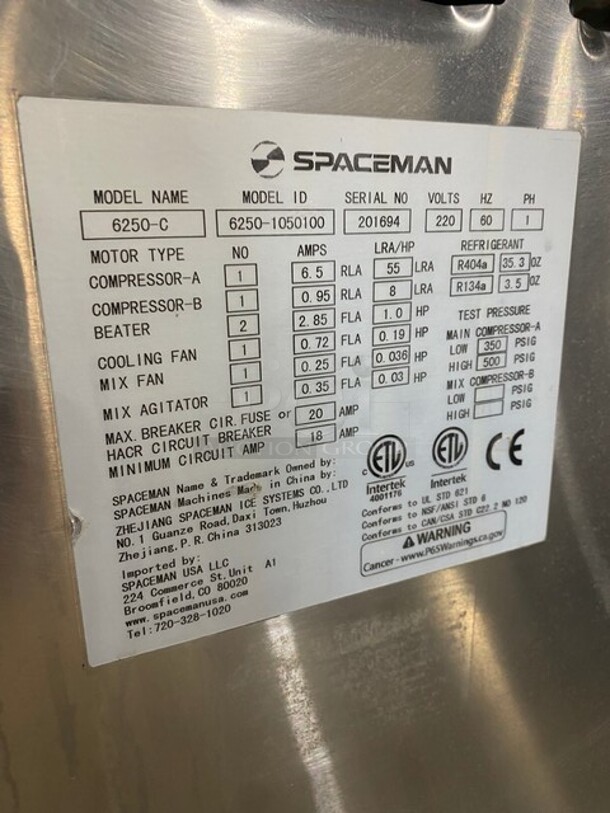 SPACEMAN
MODEL NAME MODEL ID SERIAL NO VOLTS HZ PH
6250-C 6250-1050100 201694 220 60 1
MOTOR TYPE NO AMPS LRA/HP REFRIGERANT
COMPRESSOR-A 1 6.5 RLA 55 LRA R404a 35.3 OZ
COMPRESSOR-B 1 0.95 RLA 8 LRA R134a 3.5 OZ
BEATER 2 2.85 FLA 1.0 HP TEST PRESSURE
COOLING FAN 1 0.72 FLA 0.19 HP MAIN COMPRESSOR-A
MIX FAN 1 0.25 FLA 0.036 HP LOW 350 PSIG
MIX AGITATOR 1 0.35 FLA 0.03 HP HIGH 500 PSIG
MIX COMPRESSOR-B
LOW PSIG
HIGH PSIG
MAX. BREAKER CIR. FUSE or 20 AMP
HACR CIRCUIT BREAKER
MINIMUM CIRCUIT AMP 18 AMP
SPACEMAN Name & Trademark Owned by:
SPACEMAN Machines Made in China by:
ZHEJIANG SPACEMAN ICE SYSTEMS CO., LTD
NO. 1 Guanze Road, Daxi Town, Huzhou
Zhejiang, P. R. China 313023
Imported by:
SPACEMAN USA LLC
224 Commerce St, Unit A1
Broomfield, CO 80020
www.spacemanusa.com
Tel:720-328-1020
C ETL US ETL CE
Intertek Intertek
4001176
Conforms to UL STD 621
Conforms to NSF/ANSI STD 6
Conforms to CAN/CSA STD C22.2 NO 120
WARNING
Cancer - www.P65Warnings.ca.gov